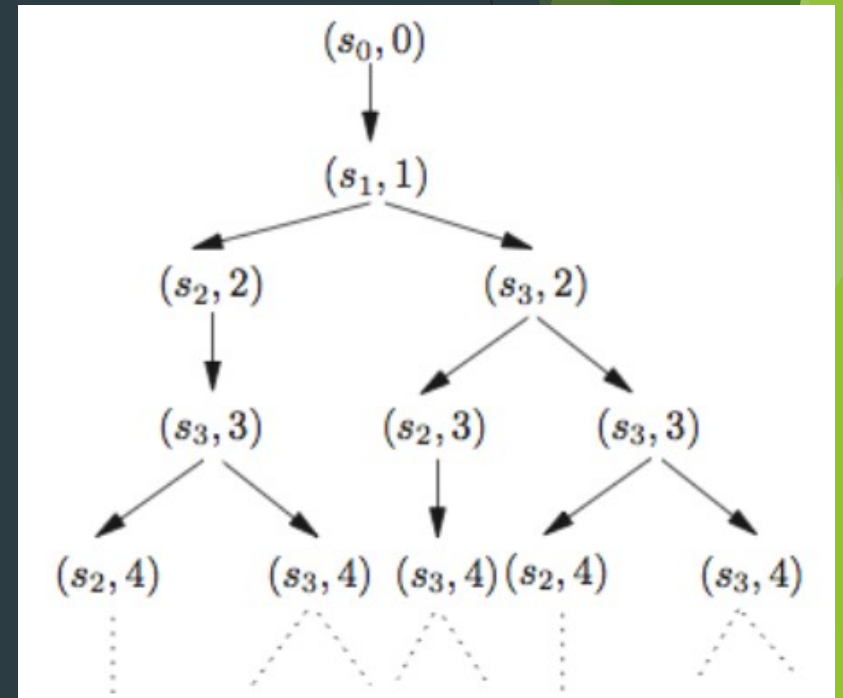 (s₀, 0)
(s₁, 1)
(s₂, 2) (s₃, 2)
(s₃, 3) (s₂, 3) (s₃, 3)
(s₂, 4) (s₃, 4) (s₃, 4) (s₂, 4) (s₃, 4)